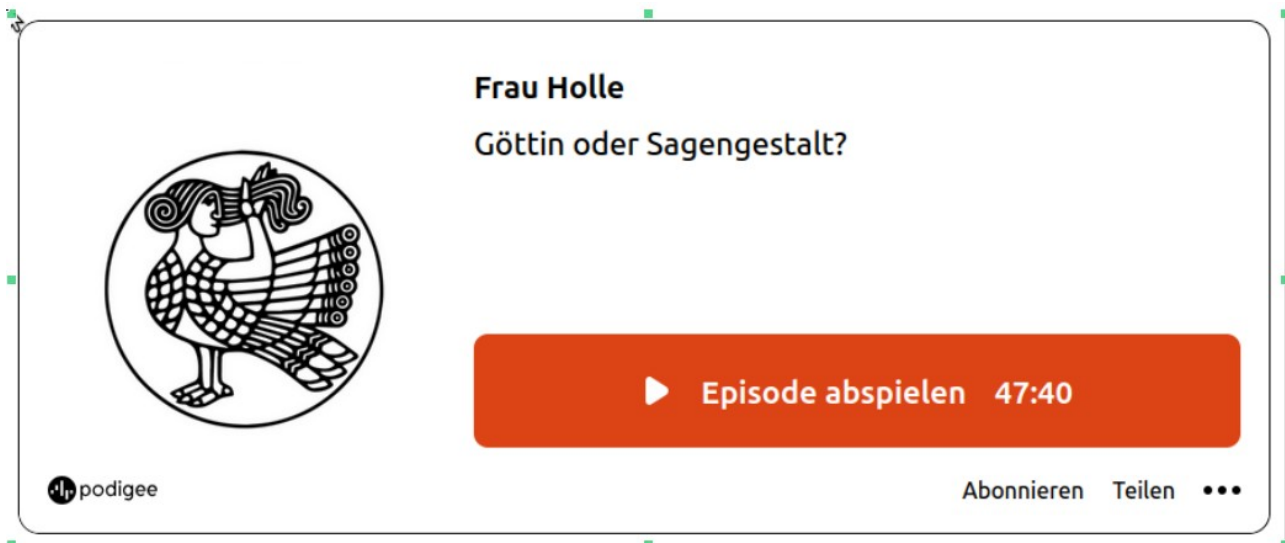 Frau Holle
Göttin oder Sagengestalt?
Episode abspielen 47:40
podigee
Abonnieren Teilen